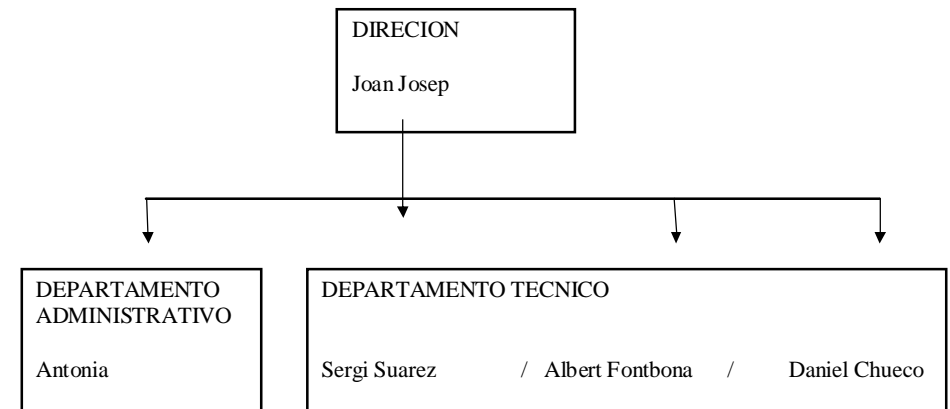 DIRECION
Joan Josep
DEPARTAMENTO
ADMINISTRATIVO
Antonia
DEPARTAMENTO TECNICO
Sergi Suarez / Albert Fontbona / Daniel Chueco